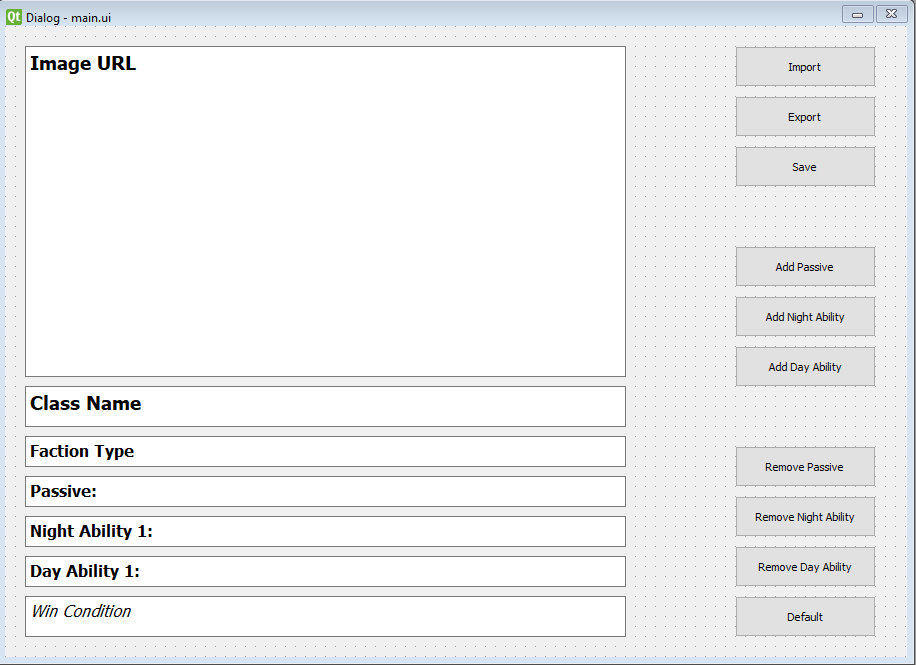 Qt Dialog - main.ui
Image URL
Class Name
Faction Type
Passive:
Night Ability 1:
Day Ability 1:
Win Condition
Import
Export
Save
Add Passive
Add Night Ability
Add Day Ability
Remove Passive
Remove Night Ability
Remove Day Ability
Default